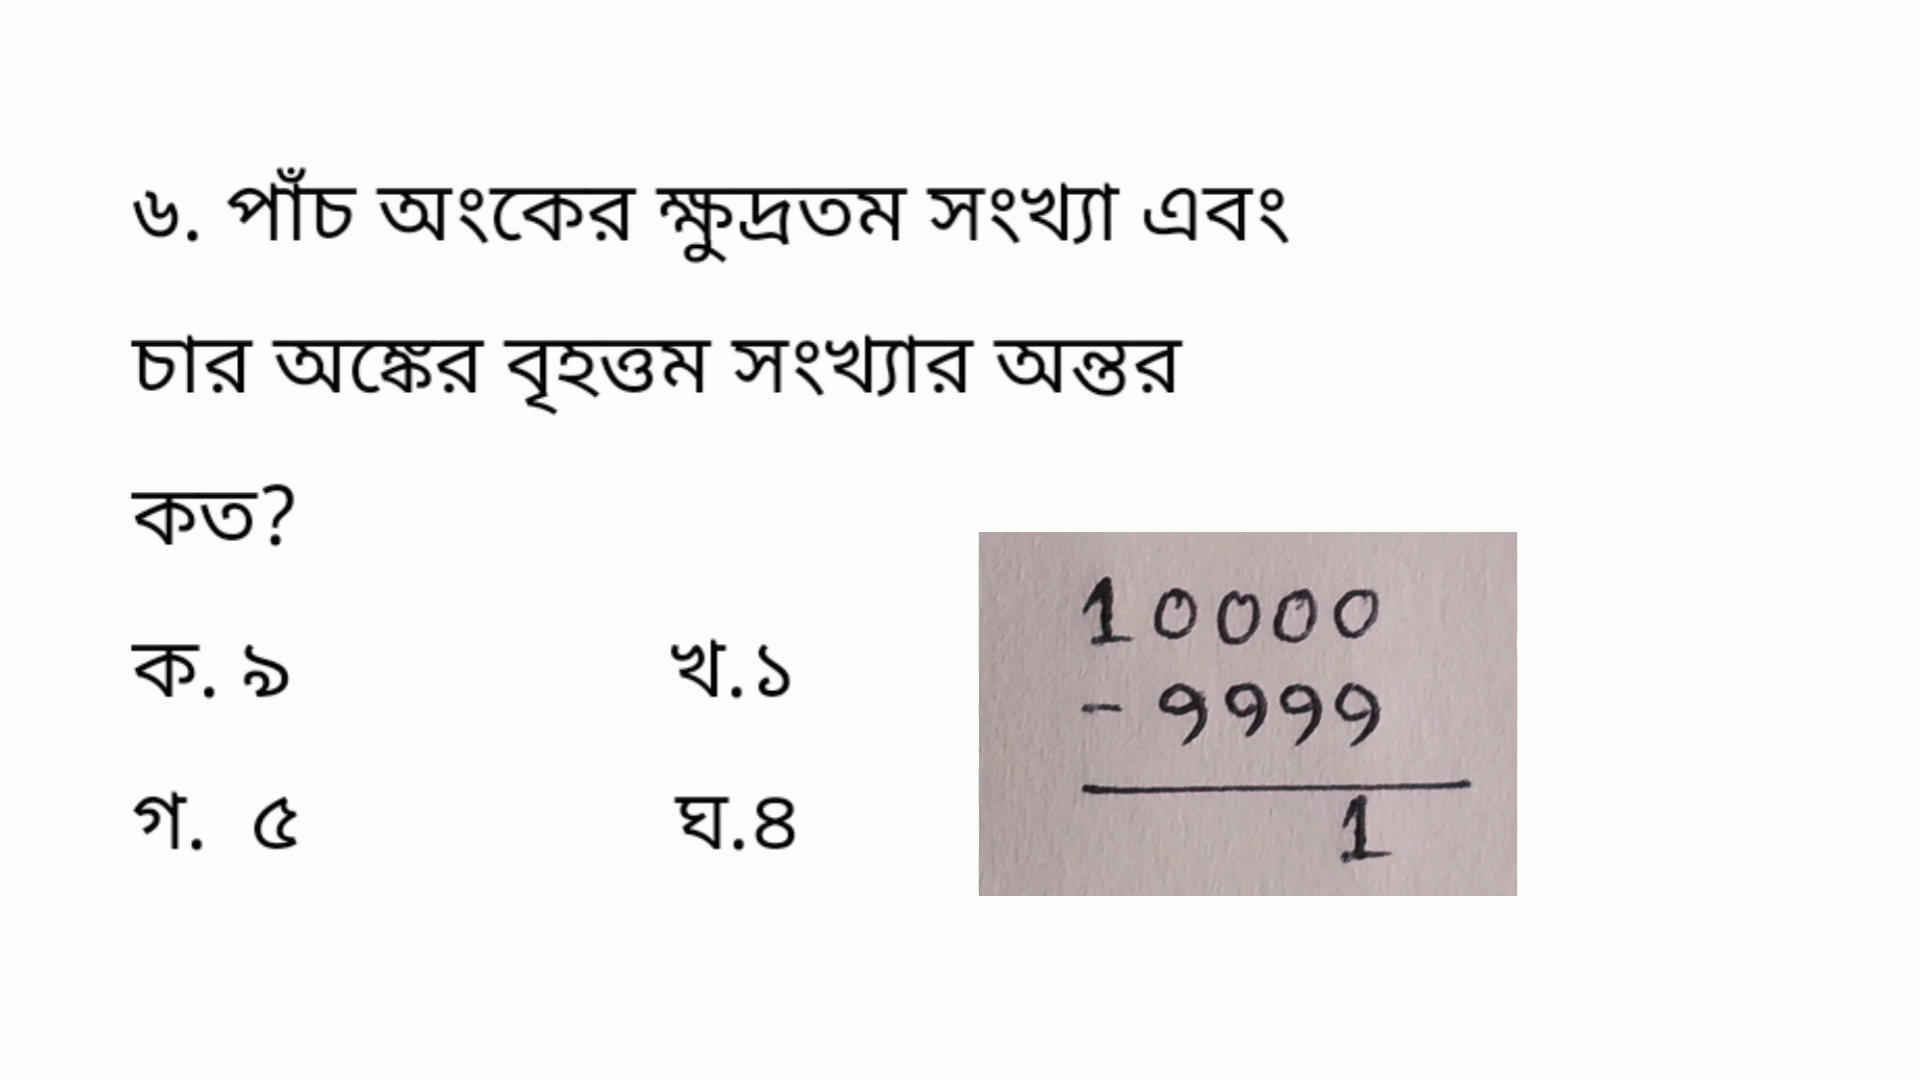 ৬. পাঁচ অংকের ক্ষুদ্রতম সংখ্যা এবং
চার অঙ্কের বৃহত্তম সংখ্যার অন্তর
কত?
ক. ৯ খ.১
গ. ৫ ঘ.৪
10000
- 9999
1